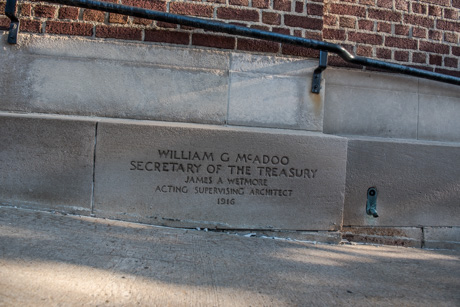 WILLIAM G McADOO
SECRETARY OF THE TREASURY
JAMES A WETMORE
ACTING SUPERVISING ARCHITECT
1916